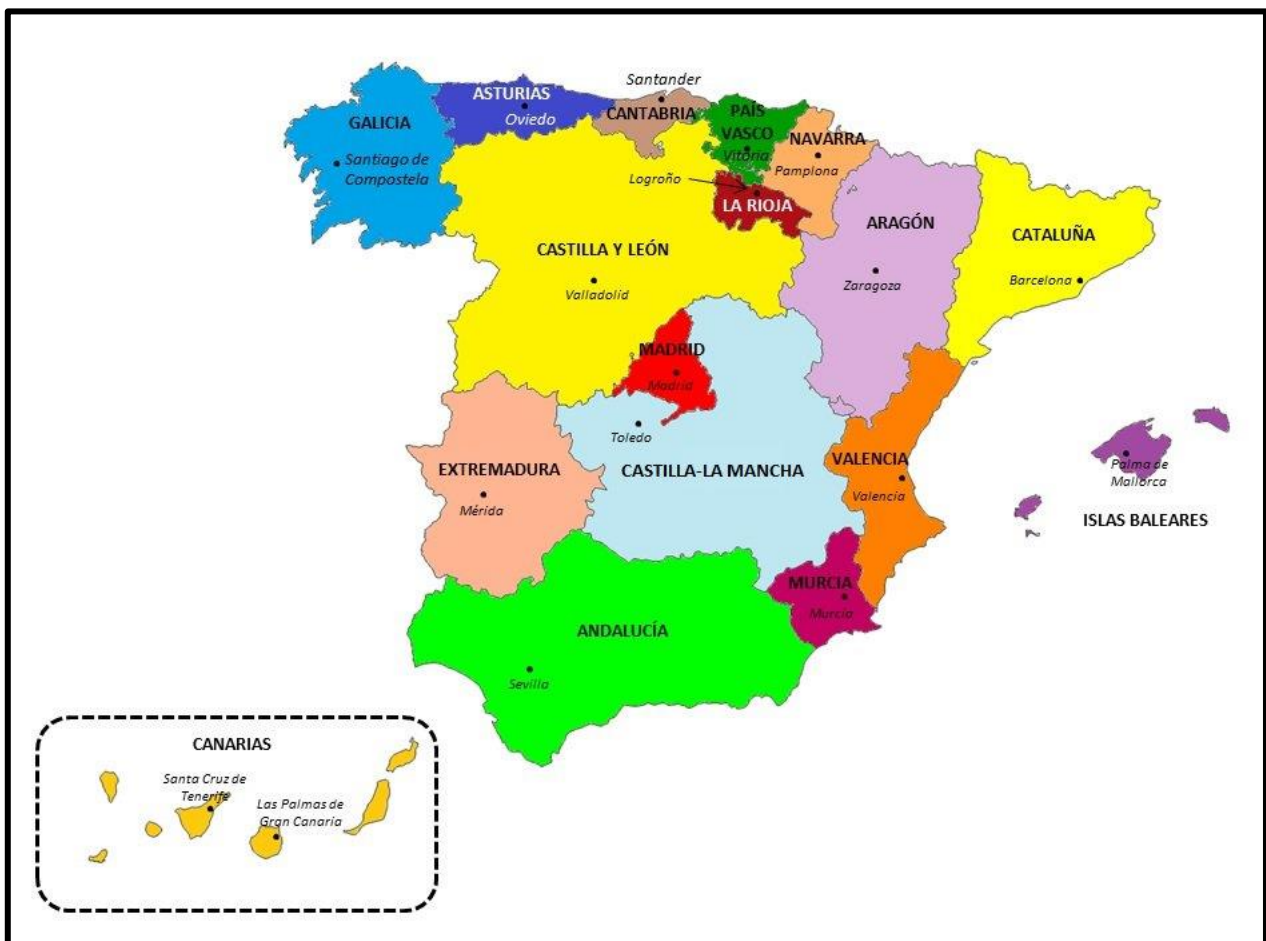 Santander
ASTURIAS
Oviedo
CANTABRIA
PAÍS
VASCO
Vitoria
GALICIA
NAVARRA
Santiago de
Compostela
Pamplona
Logroño
LA RIOJA
ARAGÓN
CATALUÑA
CASTILLA Y LEÓN
Valladolid
Zaragoza
Barcelona
MADRID
Madrid
Toledo
EXTREMADURA
CASTILLA-LA MANCHA
VALENCIA
Palma de
Mallorca
Mérida
Valencia
ISLAS BALEARES
MURCIA
Murcia
ANDALUCÍA
Sevilla
CANARIAS
Santa Cruz de
Tenerife
Las Palmas de
Gran Canaria